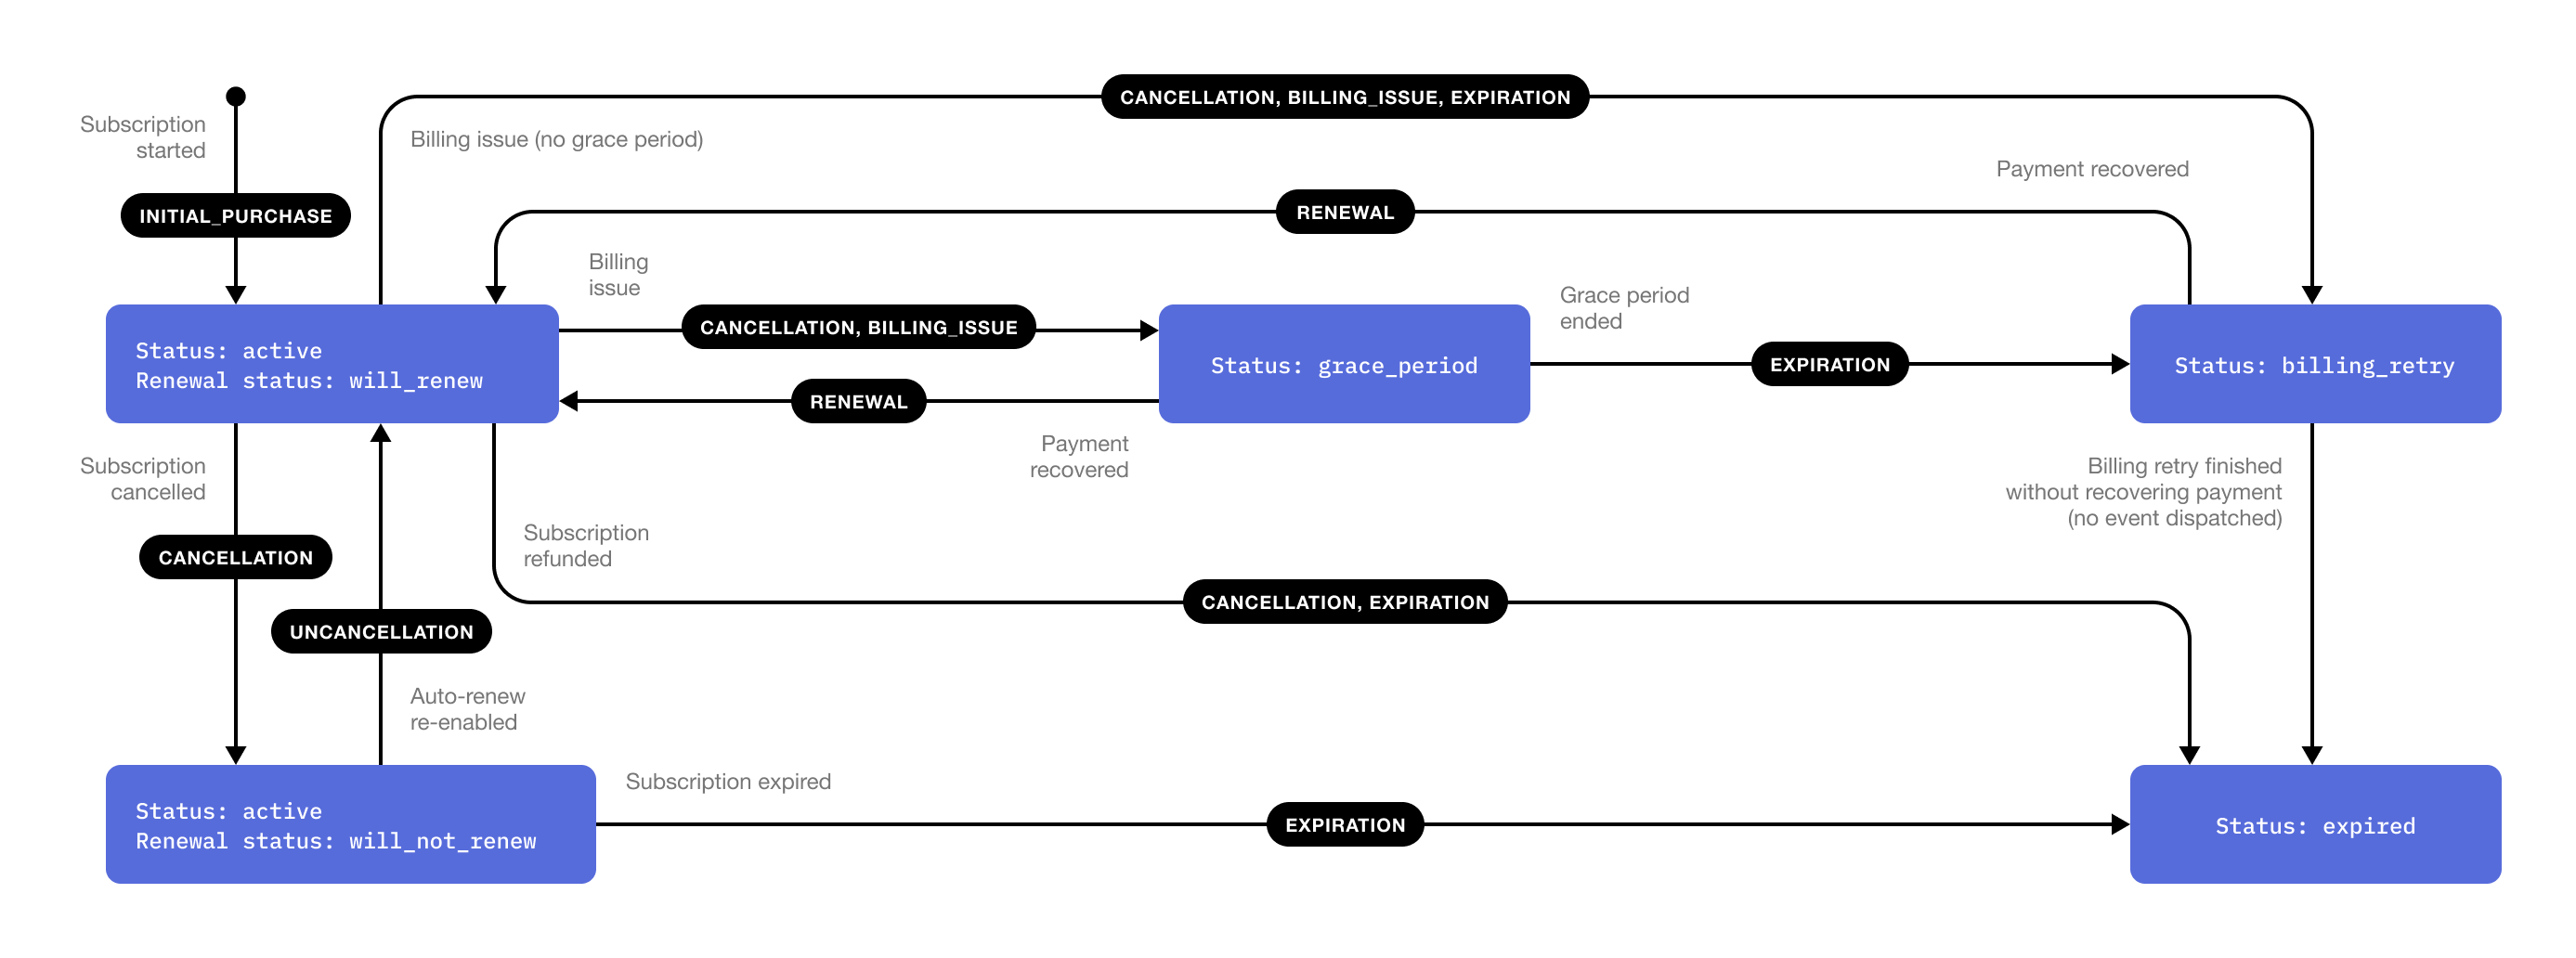 CANCELLATION, BILLING_ISSUE, EXPIRATION
Subscription
started
Billing issue (no grace period)
Payment recovered
INITIAL_PURCHASE
RENEWAL
Billing
issue
Grace period
ended
CANCELLATION, BILLING_ISSUE
Status: active
Renewal status: will_renew
Status: grace_period
EXPIRATION
Status: billing_retry
RENEWAL
Payment
recovered
Subscription
cancelled
Billing retry finished
without recovering payment
(no event dispatched)
Subscription
refunded
CANCELLATION
CANCELLATION, EXPIRATION
UNCANCELLATION
Auto-renew
re-enabled
Subscription expired
Status: active
Renewal status: will_not_renew
EXPIRATION
Status: expired